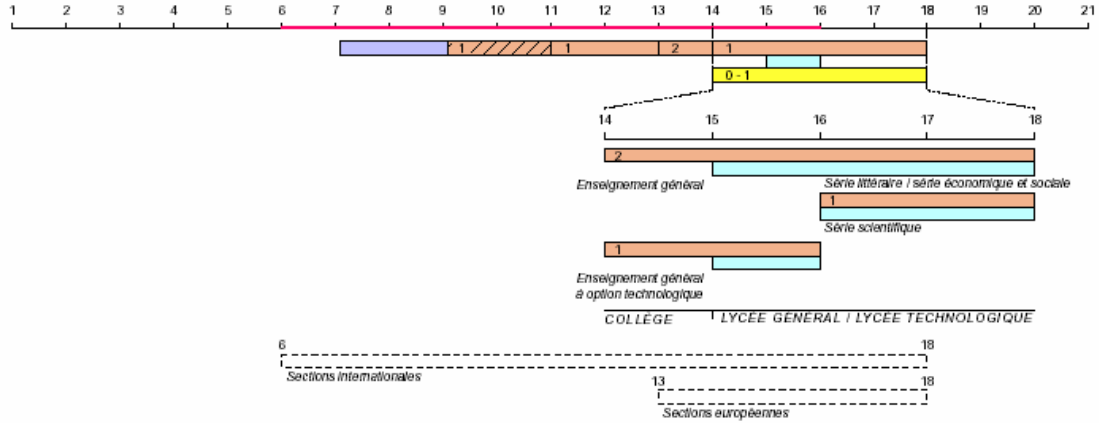 1 2 3 4 5 6 7 8 9 10 11 12 13 14 15 16 17 18 19 20 21
1 1 2 1
0 - 1
14 15 16 17 18
2
Enseignement général Série littéraire / série économique et sociale
1
Série scientifique
1
Enseignement général
à option technologique
COLLÈGE LYCÉE GÉNÉRAL / LYCÉE TECHNOLOGIQUE
6 18
Sections internationales
13 18
Sections européennes